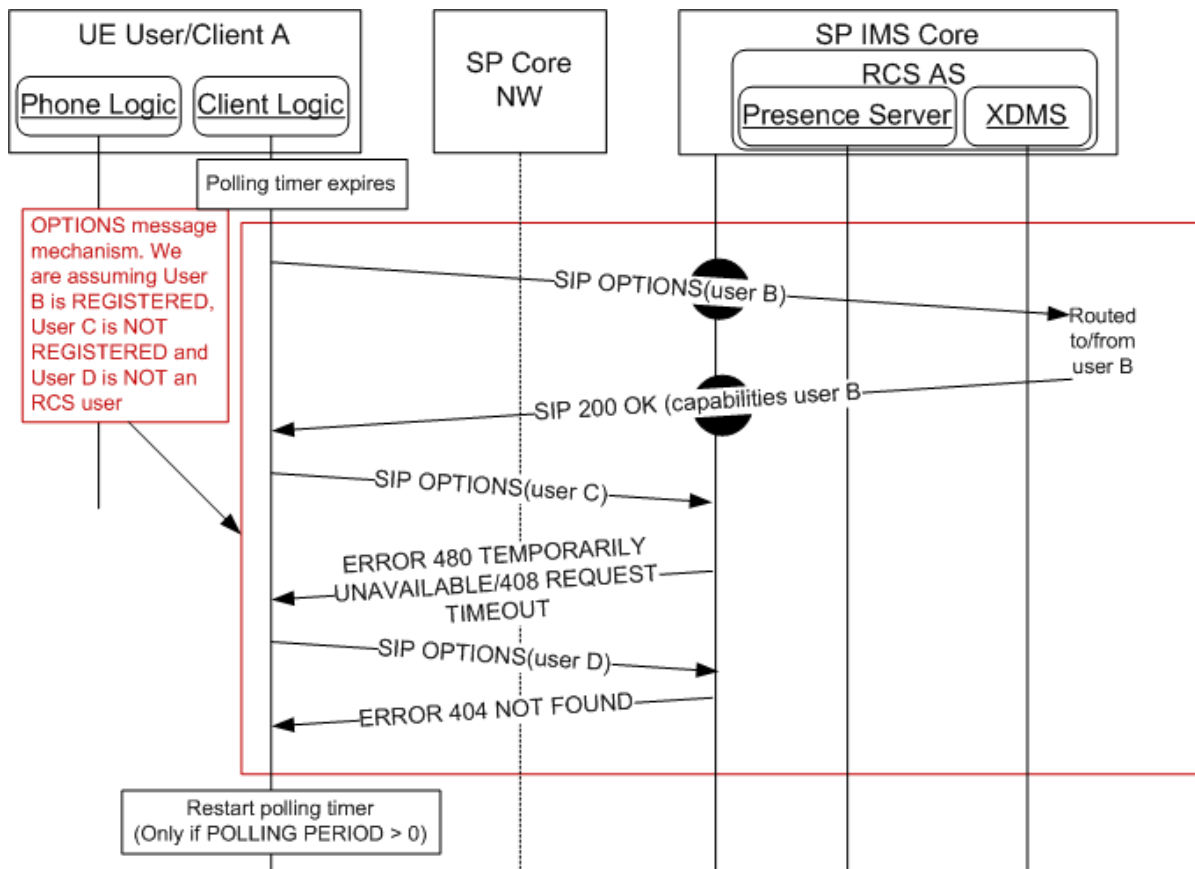 UE User/Client A
Phone Logic
Client Logic
SP Core
NW
SP IMS Core
RCS AS
Presence Server
XDMS
Polling timer expires
OPTIONS message
mechanism. We
are assuming User
B is REGISTERED,
User C is NOT
REGISTERED and
User D is NOT an
RCS user
SIP OPTIONS(user B)
Routed
to/from
user B
SIP 200 OK (capabilities user B
SIP OPTIONS(user C)
ERROR 480 TEMPORARILY
UNAVAILABLE/408 REQUEST
TIMEOUT
SIP OPTIONS(user D)
ERROR 404 NOT FOUND
Restart polling timer
(Only if POLLING PERIOD > 0)